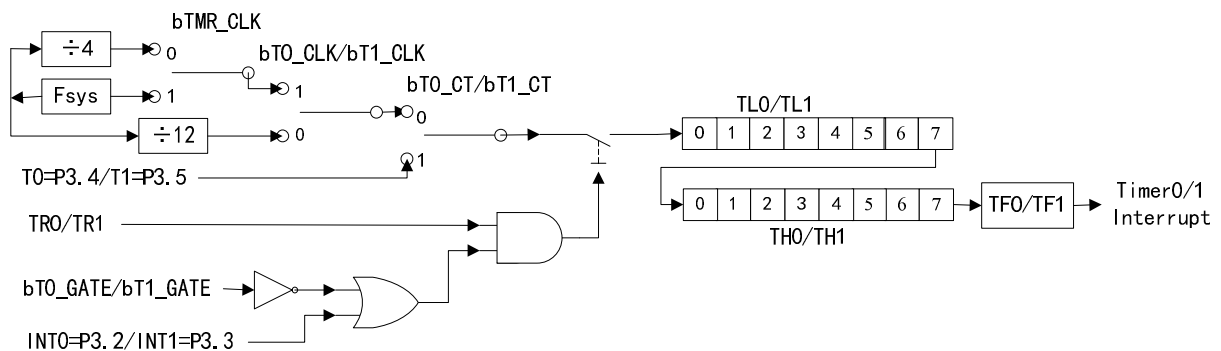 bTMR_CLK
÷4
0
bT0_CLK/bT1_CLK
Fsys
1
1
bT0_CT/bT1_CT
0
÷12
0
1
T0=P3.4/T1=P3.5
TL0/TL1
0 1 2 3 4 5 6 7
0 1 2 3 4 5 6 7
TH0/TH1
TF0/TF1
Timer0/1
Interrupt
TR0/TR1
bT0_GATE/bT1_GATE
INT0=P3.2/INT1=P3.3